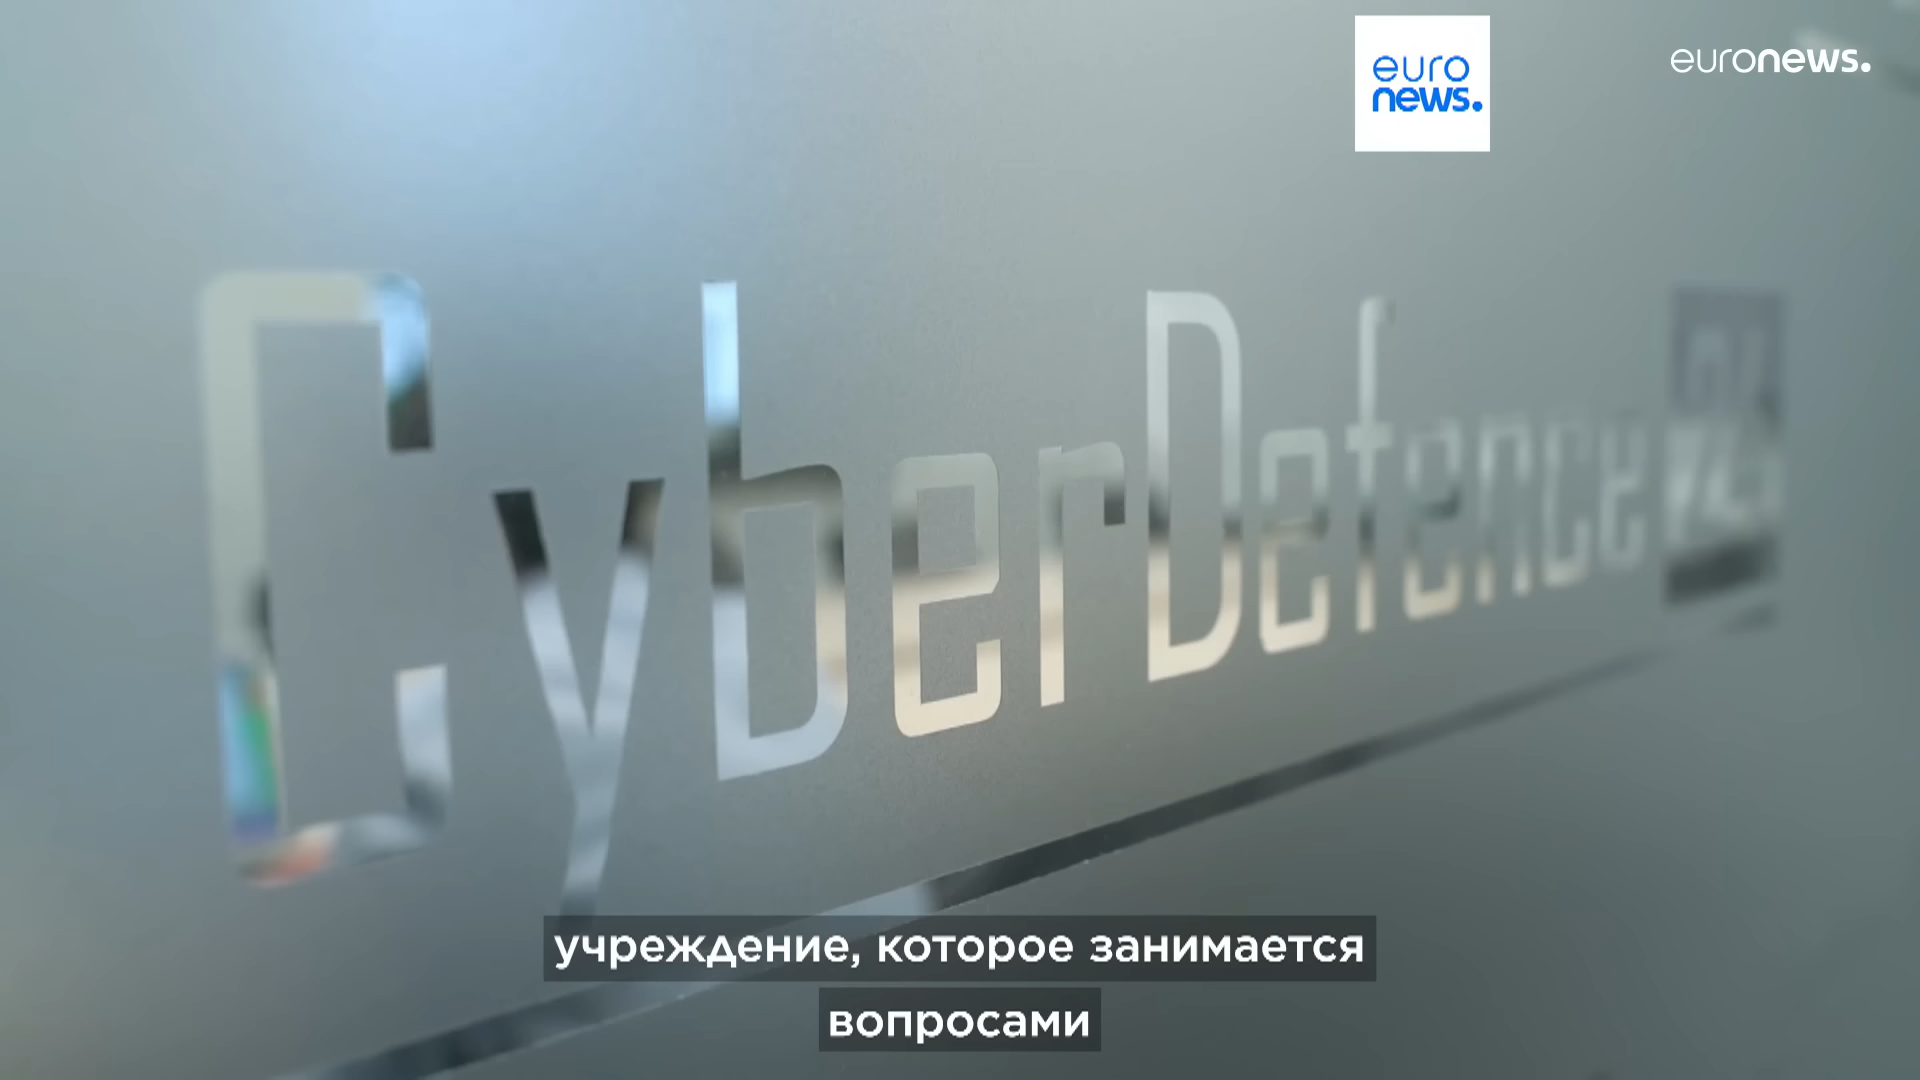 euro
news.
euronews.
CyberDefence
учреждение, которое занимается
вопросами